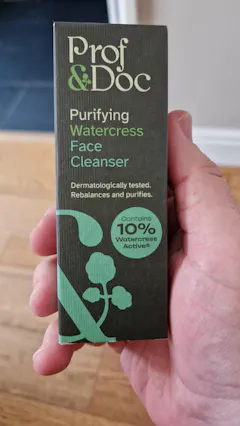 Prof
&Doc
Purifying
Watercress
Face
Cleanser
Dermatologically tested.
Rebalances and purifies.
Contains
10%
Watercress
Active®
&